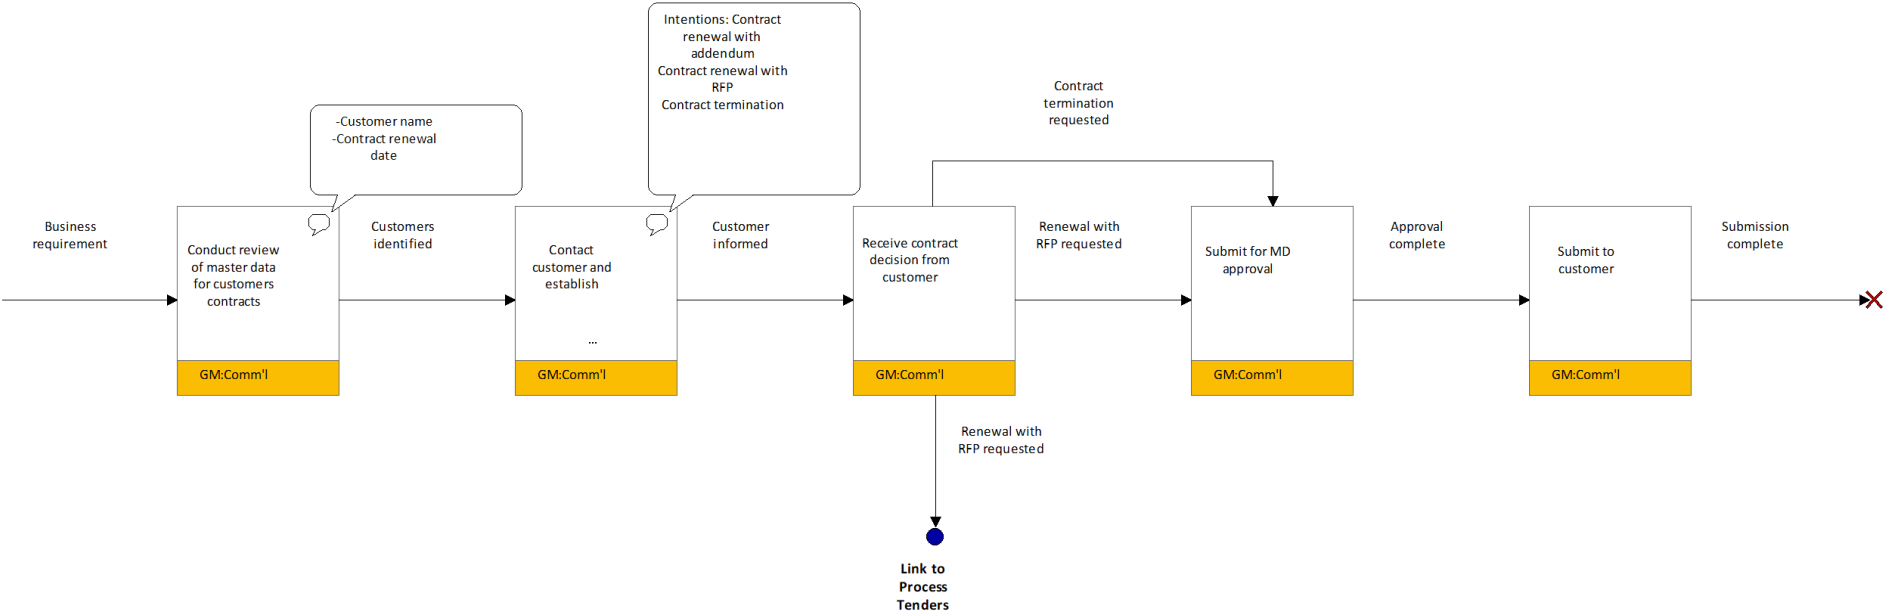 Intentions: Contract
renewal with
addendum
Contract renewal with
RFP
Contract termination
-Customer name
-Contract renewal
date
Contract
termination
requested
Business
requirement
Conduct review
of master data
for customers
contracts
GM:Comm'l
Customers
identified
Contact
customer and
establish
...
GM:Comm'l
Customer
informed
Receive contract
decision from
customer
GM:Comm'l
Renewal with
RFP requested
Submit for MD
approval
GM:Comm'l
Approval
complete
Submit to
customer
GM:Comm'l
Submission
complete
Renewal with
RFP requested
Link to
Process
Tenders